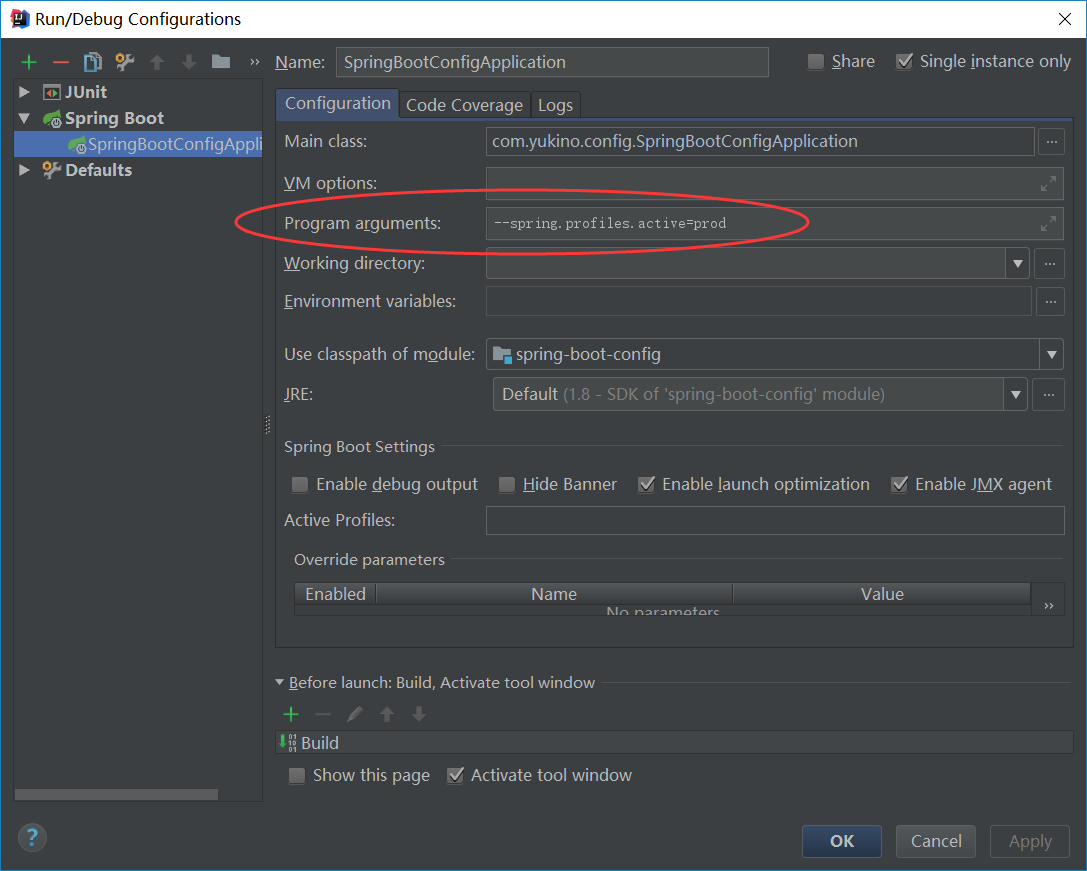 Run/Debug Configurations
Name: SpringBootConfigApplication
Share
Single instance only
JUnit
Spring Boot
SpringBootConfigAppli
Defaults
Configuration
Code Coverage
Logs
Main class: com.yukino.config.SpringBootConfigApplication ...
VM options:
Program arguments: --spring.profiles.active=prod
Working directory: ...
Environment variables: ...
Use classpath of module: spring-boot-config
JRE: Default (1.8 - SDK of 'spring-boot-config' module) ...
Spring Boot Settings
Enable debug output
Hide Banner
Enable launch optimization
Enable JMX agent
Active Profiles:
Override parameters
Enabled Name Value
No parameters
Before launch: Build, Activate tool window
Build
Show this page
Activate tool window
?
OK
Cancel
Apply